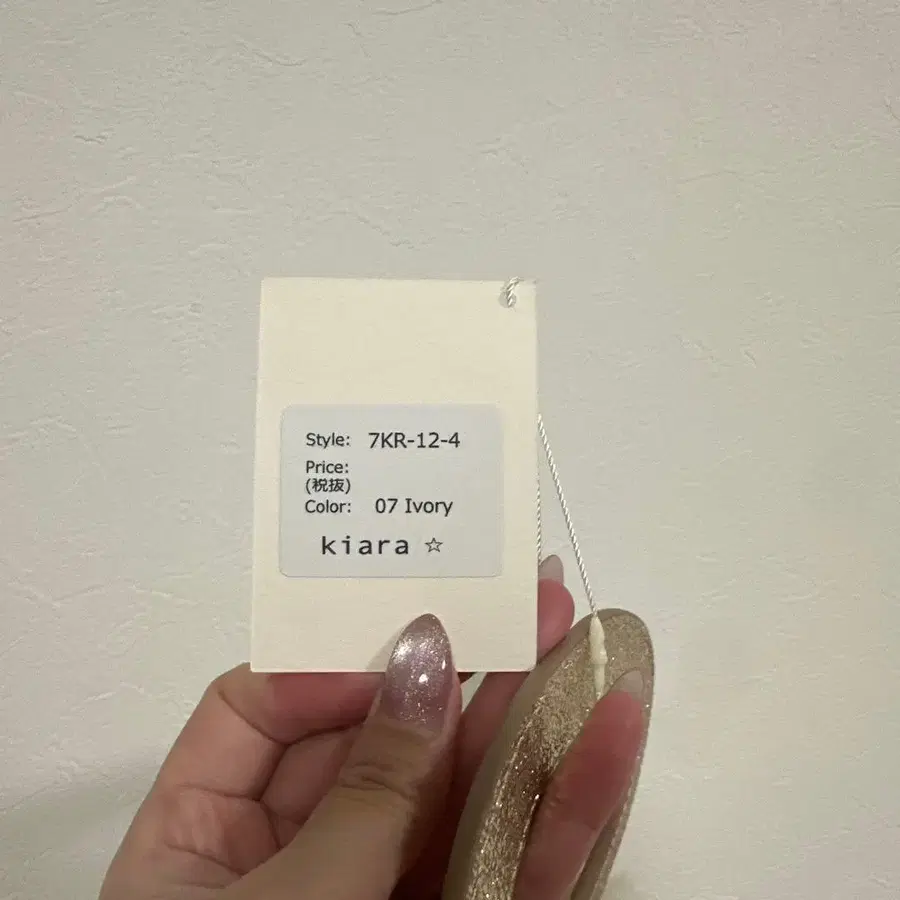 Style: 7KR-12-4
Price:
(税抜)
Color: 07 Ivory
kiara ☆